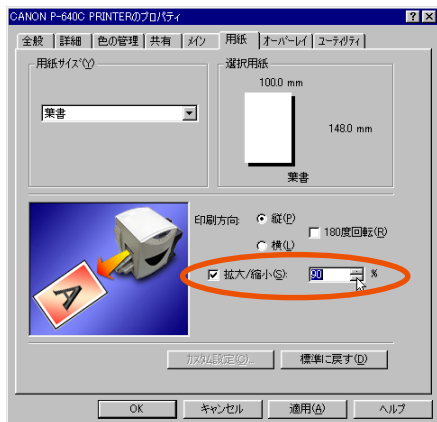 CANON P-640C PRINTERのプロパティ
全般 詳細 色の管理 共有 メイン 用紙 オーバーレイ ユーティリティ
用紙サイズ(Y)
葉書
選択用紙
100.0 mm
148.0 mm
葉書
印刷方向: 縦(P)
横(L)
180度回転(R)
拡大/縮小(S): 90 %
A
カスタム設定(O)... 標準に戻す(D)
OK キャンセル 適用(A) ヘルプ